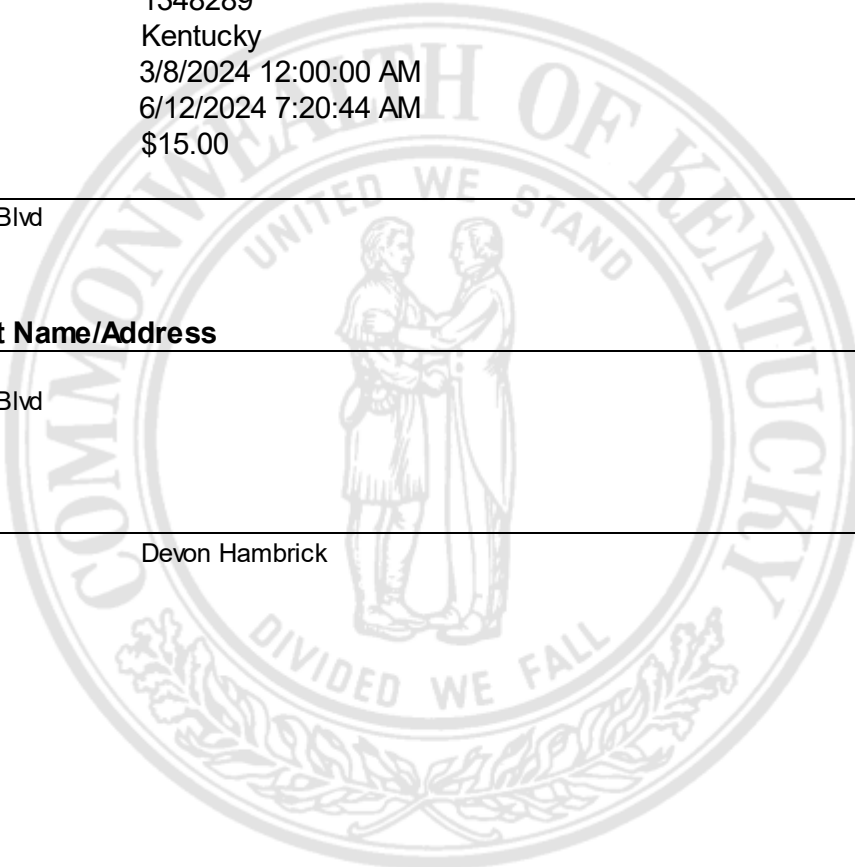 1348289
Kentucky
3/8/2024 12:00:00 AM
6/12/2024 7:20:44 AM
$15.00
Blvd
t Name/Address
Blvd
Devon Hambrick
COMMONWEALTH OF KENTUCKY
UNITED WE STAND
DIVIDED WE FALL